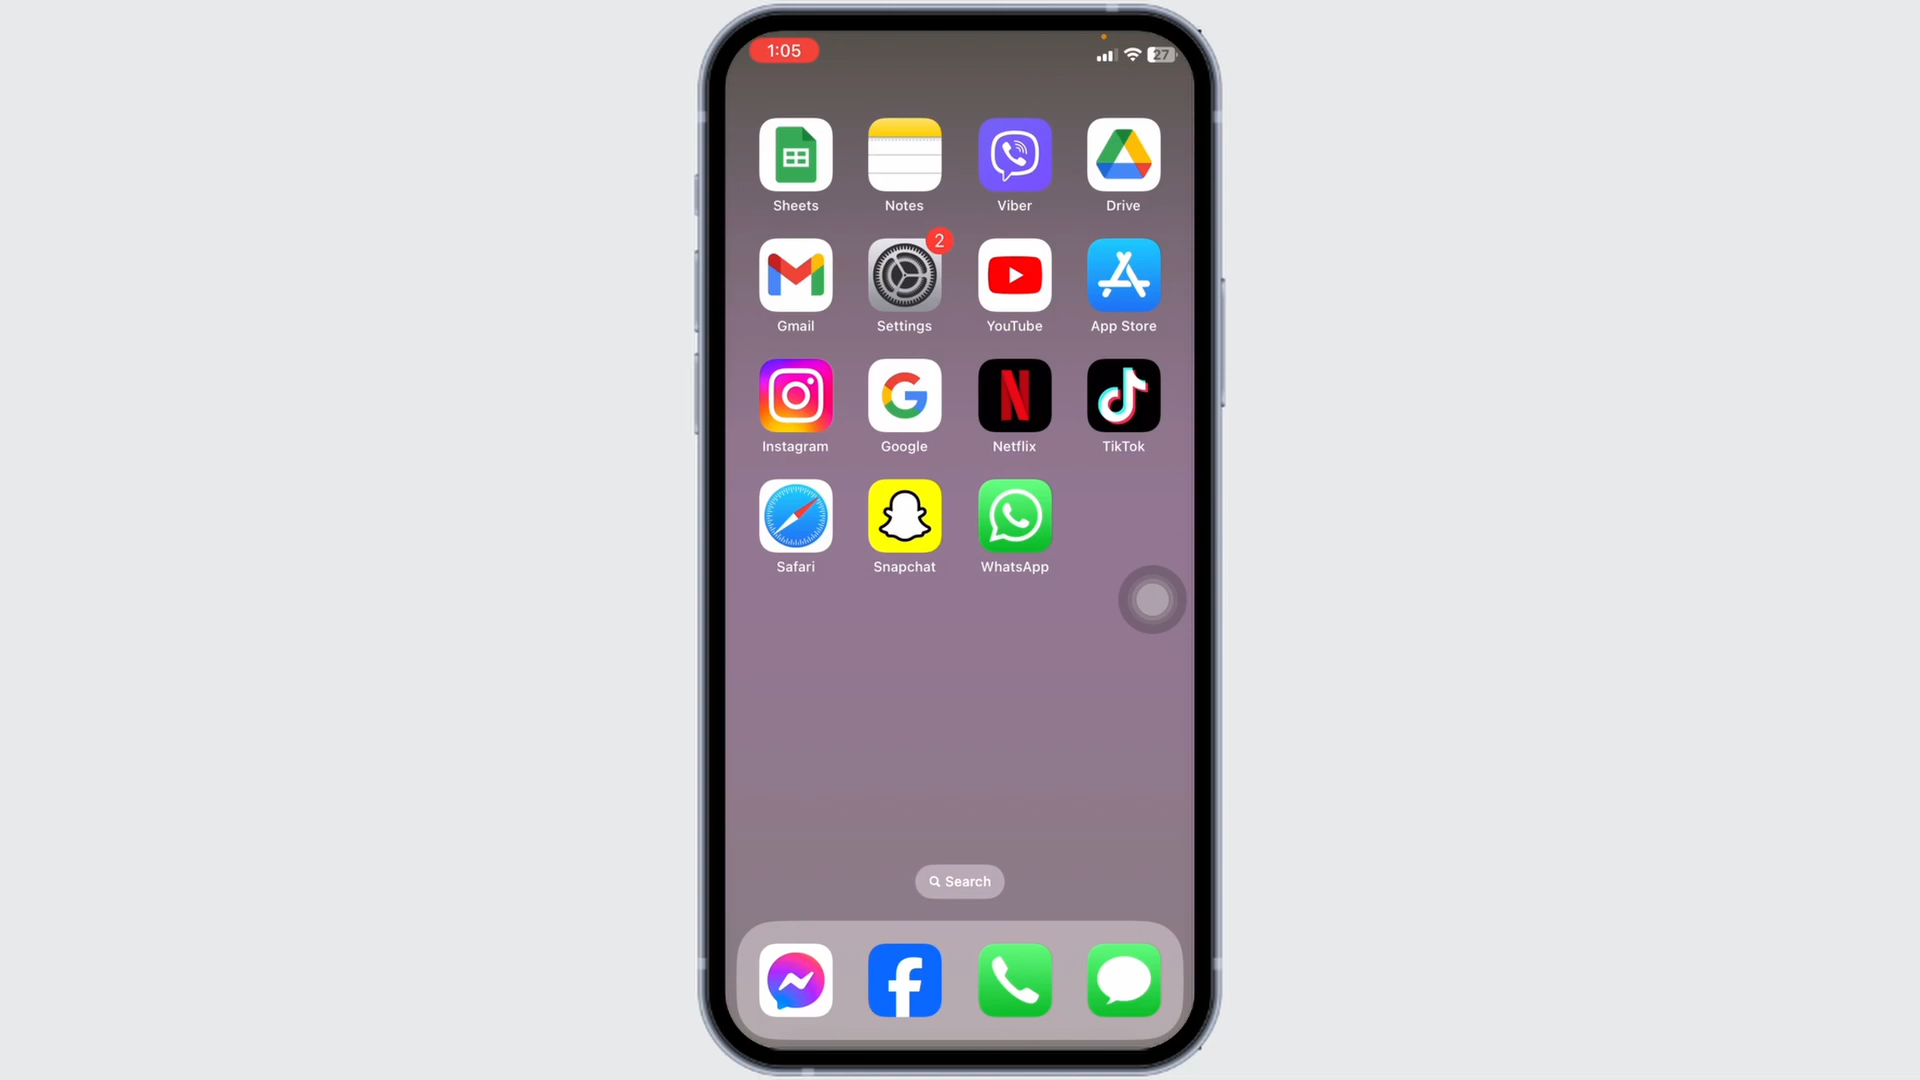 1:05
27
Sheets Notes Viber Drive
2
Gmail Settings YouTube App Store
Instagram Google Netflix TikTok
Safari Snapchat WhatsApp
Search